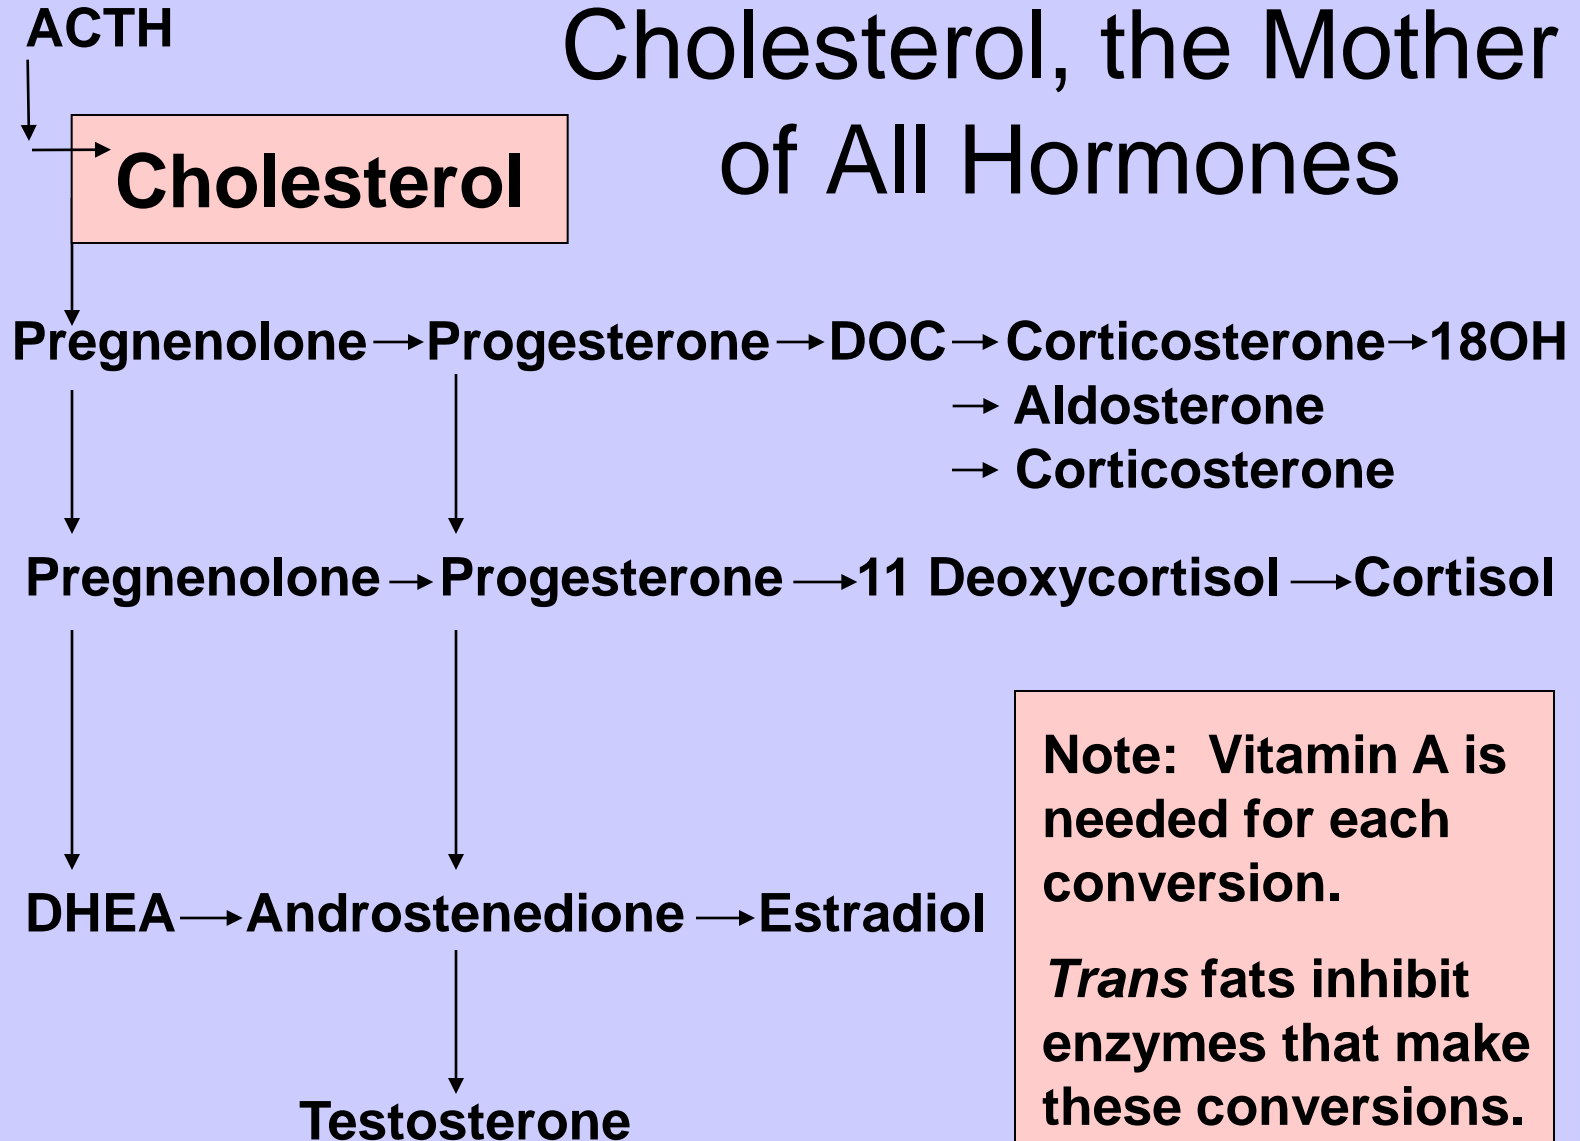 ACTH
Cholesterol, the Mother
of All Hormones
Cholesterol
Pregnenolone Progesterone DOC Corticosterone 18OH
Aldosterone
Corticosterone
Pregnenolone Progesterone 11 Deoxycortisol Cortisol
DHEA Androstenedione Estradiol
Testosterone
Note: Vitamin A is
needed for each
conversion.
Trans fats inhibit
enzymes that make
these conversions.